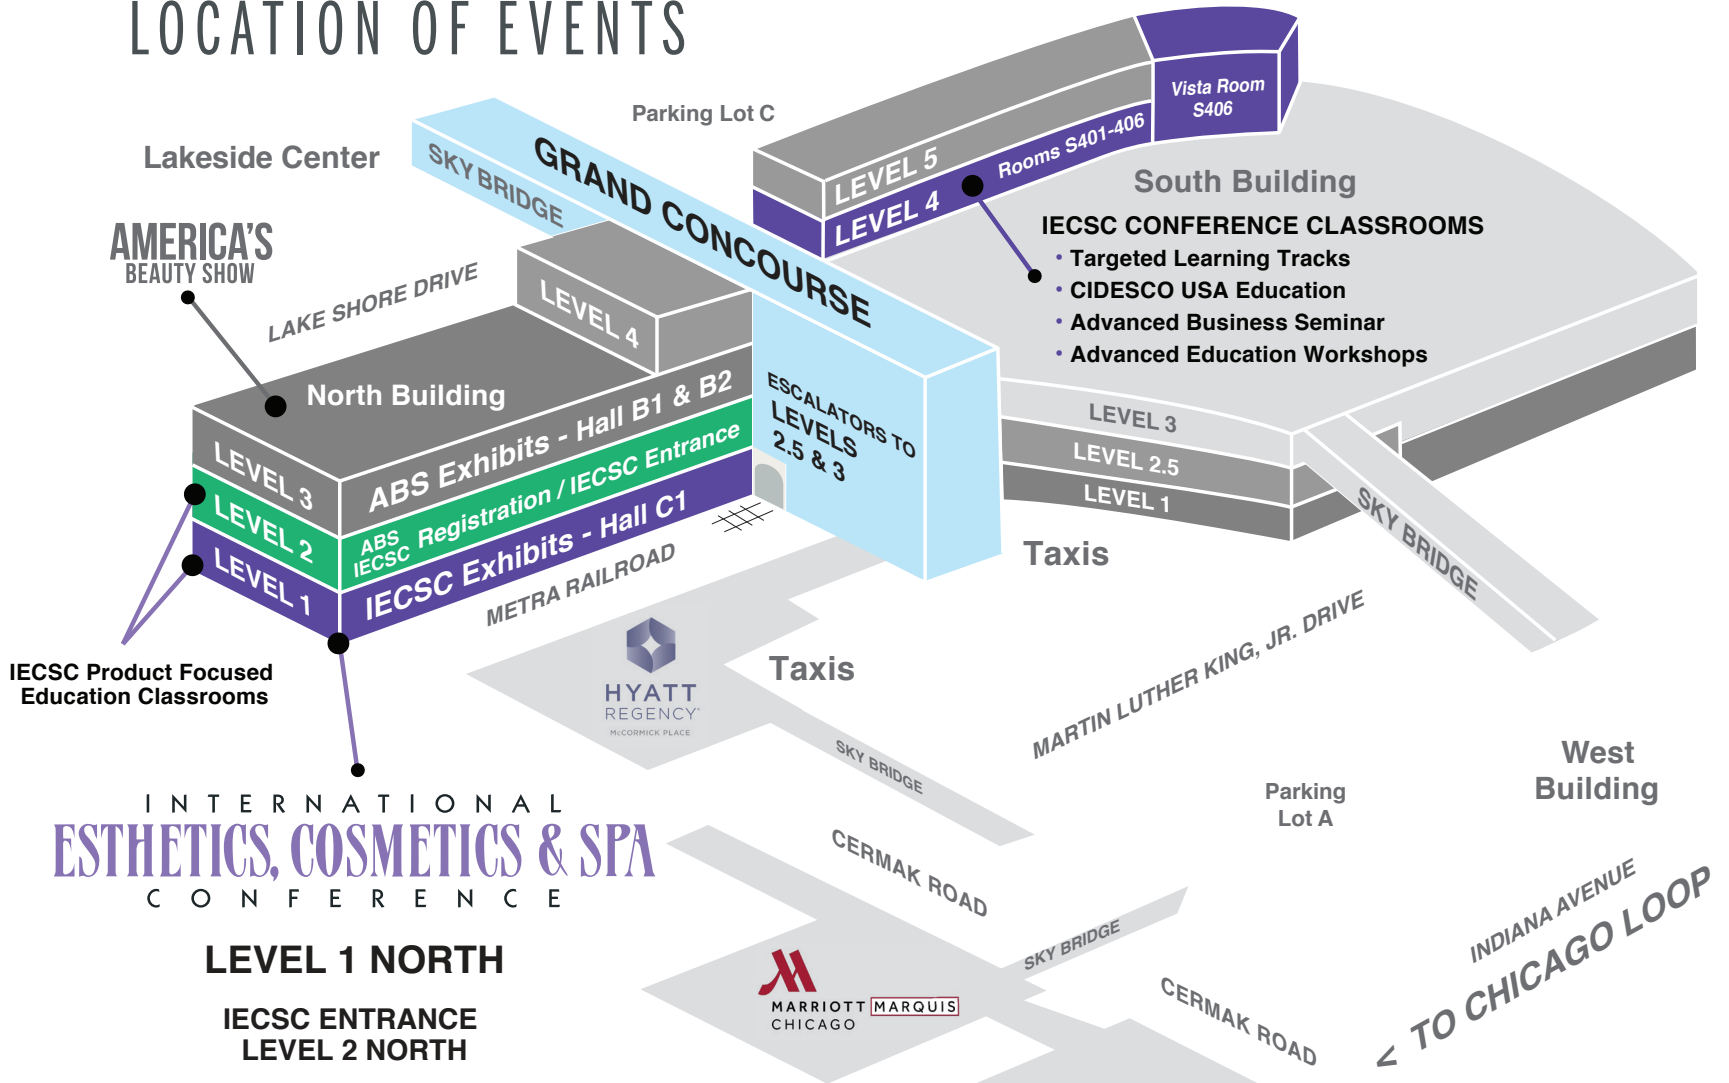 LOCATION OF EVENTS
Parking Lot C
Lakeside Center
SKY BRIDGE
GRAND CONCOURSE
Vista Room
S406
LEVEL 5
LEVEL 4
Rooms S401-406
South Building
IECSC CONFERENCE CLASSROOMS
• Targeted Learning Tracks
• CIDESCO USA Education
• Advanced Business Seminar
• Advanced Education Workshops
AMERICA'S
BEAUTY SHOW
LAKE SHORE DRIVE
LEVEL 4
North Building
ESCALATORS TO
LEVELS
2.5 & 3
LEVEL 3
ABS Exhibits - Hall B1 & B2
LEVEL 2
ABS
IECSC
Registration / IECSC Entrance
LEVEL 1
IECSC Exhibits - Hall C1
LEVEL 3
LEVEL 2.5
LEVEL 1
SKY BRIDGE
METRA RAILROAD
Taxis
IECSC Product Focused
Education Classrooms
HYATT
REGENCY
McCORMICK PLACE
Taxis
MARTIN LUTHER KING, JR. DRIVE
SKY BRIDGE
West
Building
Parking
Lot A
INTERNATIONAL
ESTHETICS, COSMETICS & SPA
CONFERENCE
CERMAK ROAD
LEVEL 1 NORTH
IECSC ENTRANCE
LEVEL 2 NORTH
SKY BRIDGE
MARRIOTT MARQUIS
CHICAGO
CERMAK ROAD
INDIANA AVENUE
< TO CHICAGO LOOP